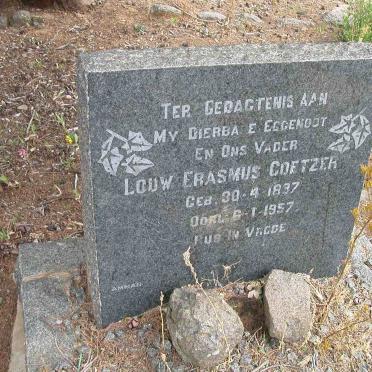 TER GEDAGTENIS AAN
MY DIERBA E EGGENOOT
EN ONS VADER
LOUW ERASMUS COETZER
GEB. 30-4-1897
OORL. 6-1-1957
RUS IN VREDE
AMMAN